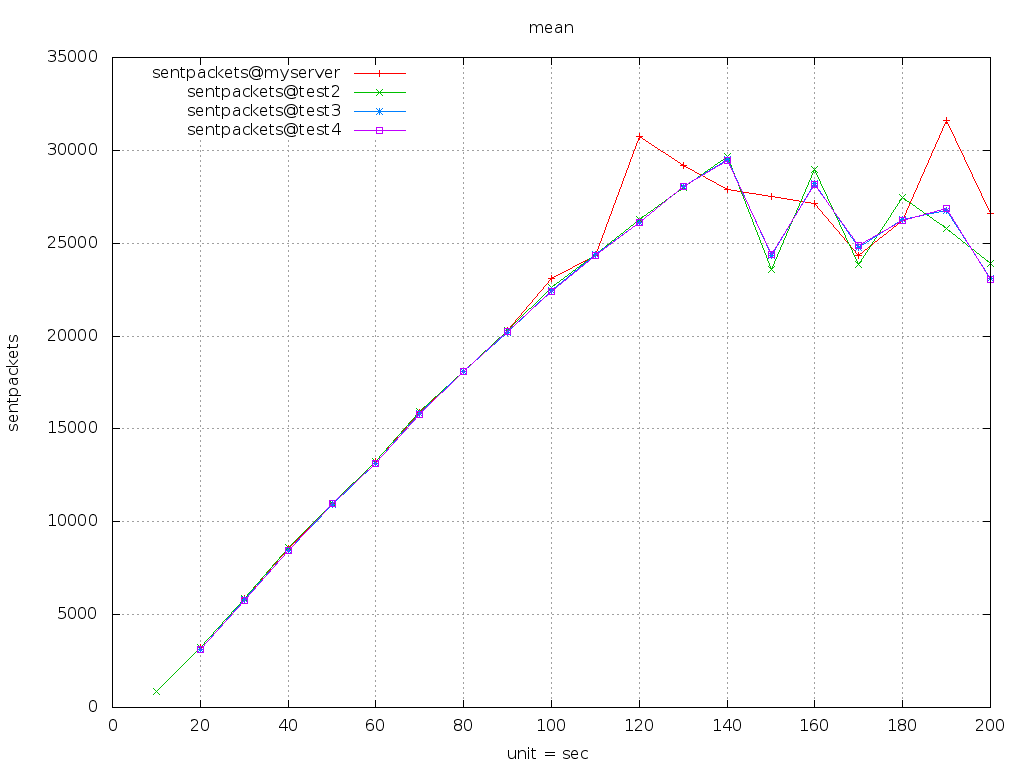 mean
35000
30000
25000
20000
15000
10000
5000
0
sentpackets
sentpackets@myserver
sentpackets@test2
sentpackets@test3
sentpackets@test4
0 20 40 60 80 100 120 140 160 180 200
unit = sec